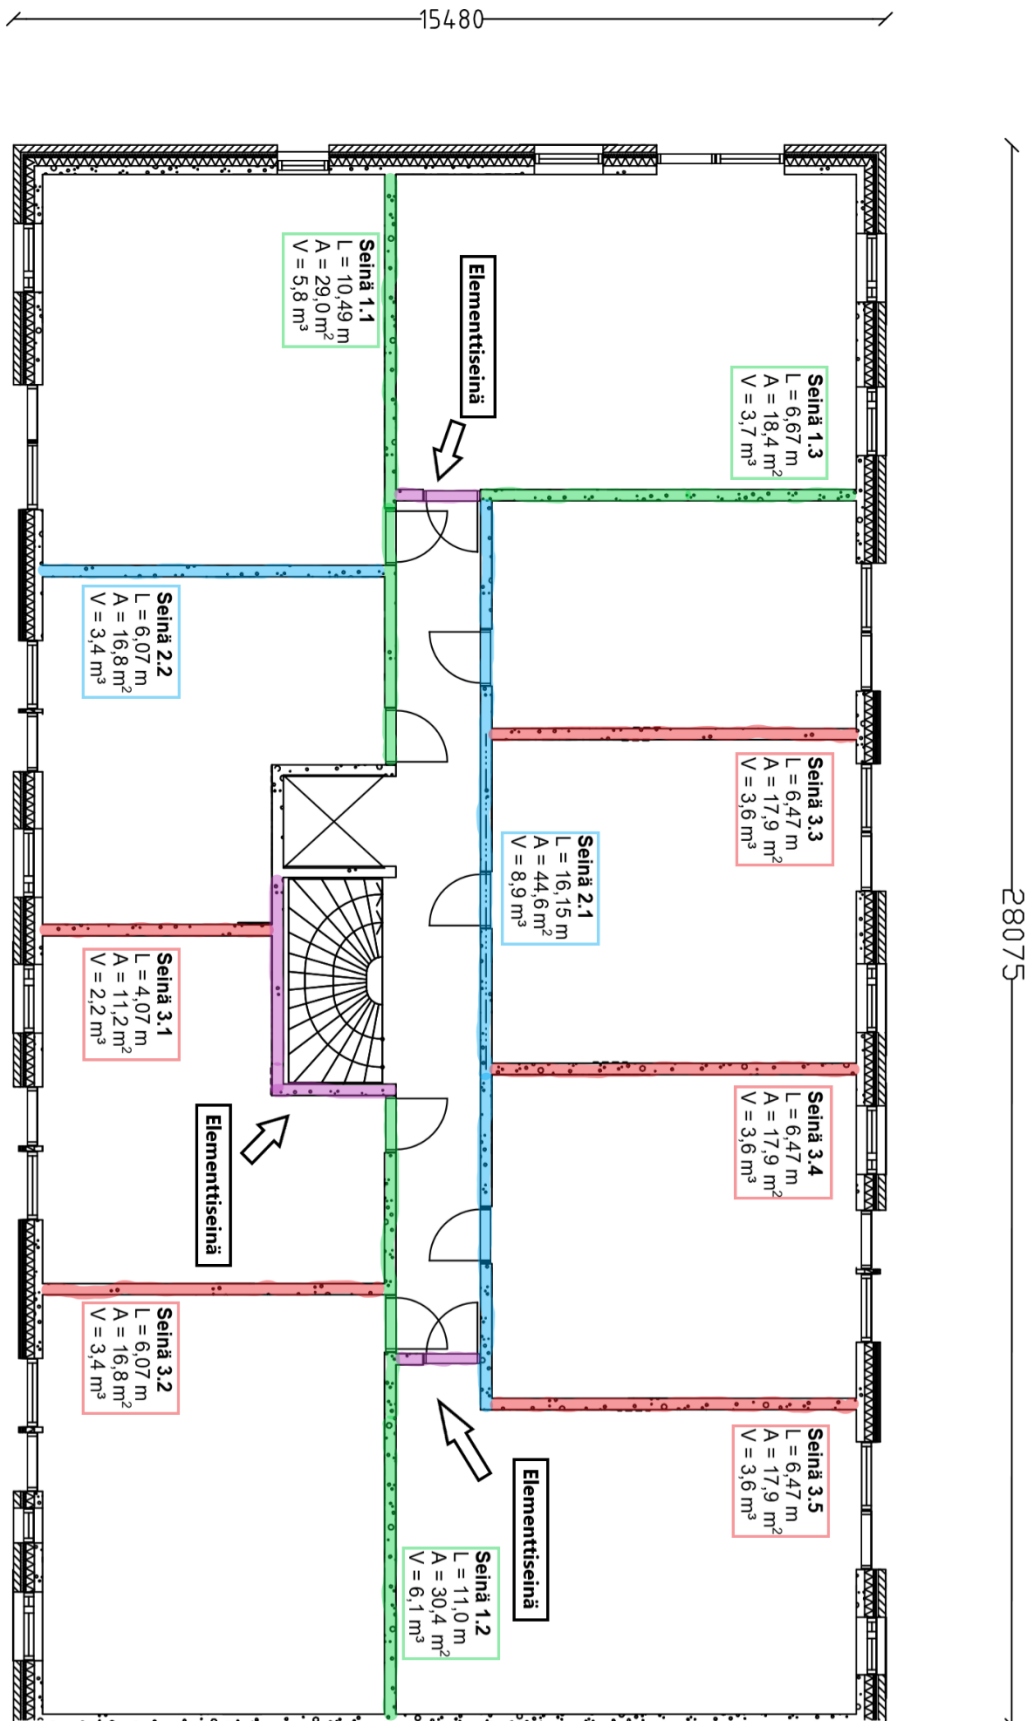 15480
28075
Seinä 1.1
L = 10,49 m
A = 29,0 m²
V = 5,8 m³
Elementtiseinä
Seinä 1.3
L = 6,67 m
A = 18,4 m²
V = 3,7 m³
Seinä 2.2
L = 6,07 m
A = 16,8 m²
V = 3,4 m³
Seinä 3.3
L = 6,47 m
A = 17,9 m²
V = 3,6 m³
Seinä 2.1
L = 16,15 m
A = 44,6 m²
V = 8,9 m³
Seinä 3.1
L = 4,07 m
A = 11,2 m²
V = 2,2 m³
Seinä 3.4
L = 6,47 m
A = 17,9 m²
V = 3,6 m³
Elementtiseinä
Seinä 3.2
L = 6,07 m
A = 16,8 m²
V = 3,4 m³
Seinä 3.5
L = 6,47 m
A = 17,9 m²
V = 3,6 m³
Elementtiseinä
Seinä 1.2
L = 11,0 m
A = 30,4 m²
V = 6,1 m³